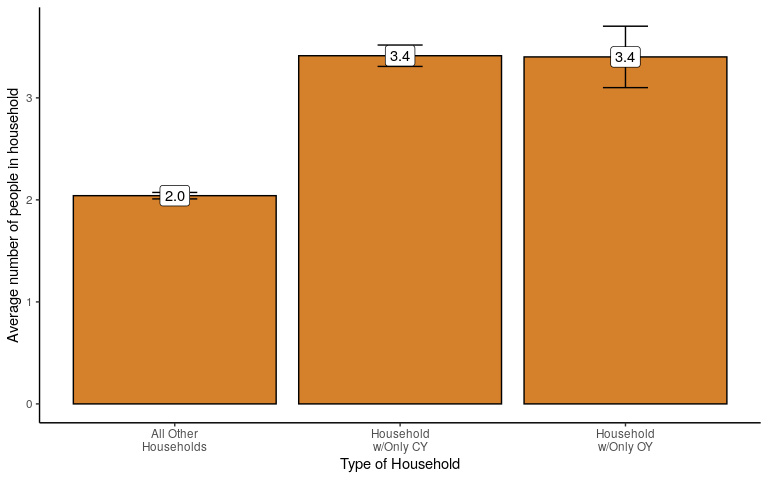 Average number of people in household
3
2
1
0
2.0
3.4
3.4
All Other
Households
Household
w/Only CY
Household
w/Only OY
Type of Household